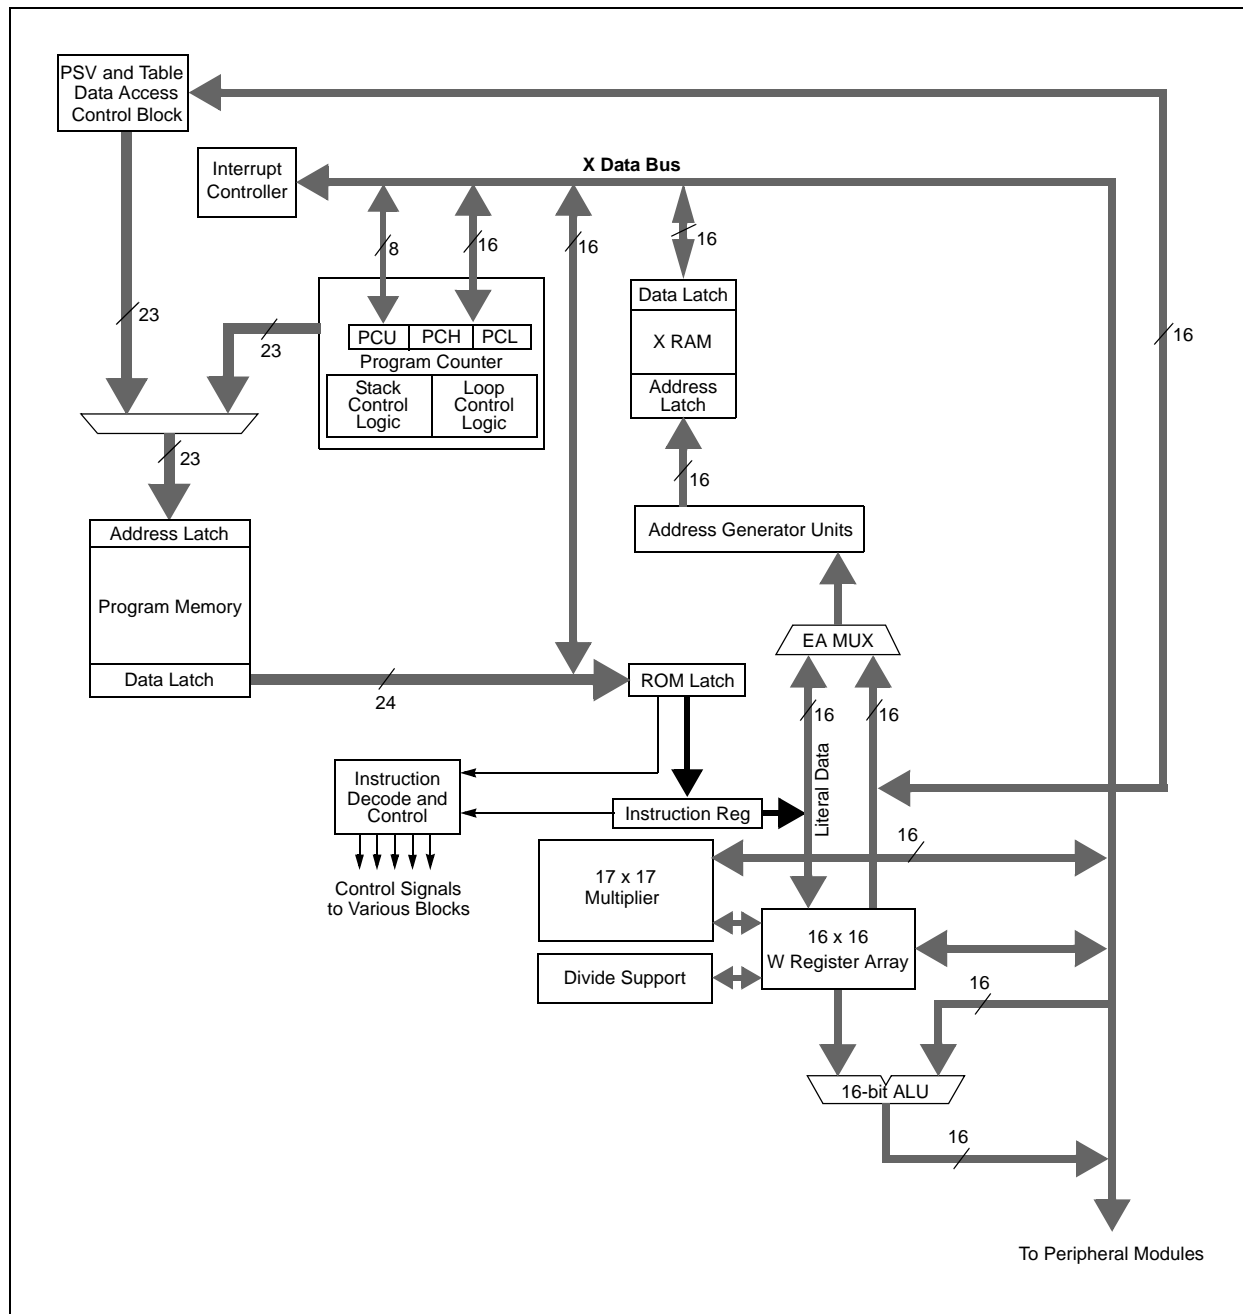 PSV and Table
Data Access
Control Block
Interrupt
Controller
X Data Bus
8
16
16
16
23
23
PCU
PCH
PCL
Program Counter
Stack
Control
Logic
Loop
Control
Logic
Data Latch
X RAM
Address
Latch
16
23
16
Address Latch
Program Memory
Data Latch
24
Address Generator Units
EA MUX
ROM Latch
16
16
Literal Data
Instruction
Decode and
Control
Instruction Reg
Control Signals
to Various Blocks
17 x 17
Multiplier
16
16 x 16
W Register Array
Divide Support
16
16-bit ALU
16
To Peripheral Modules